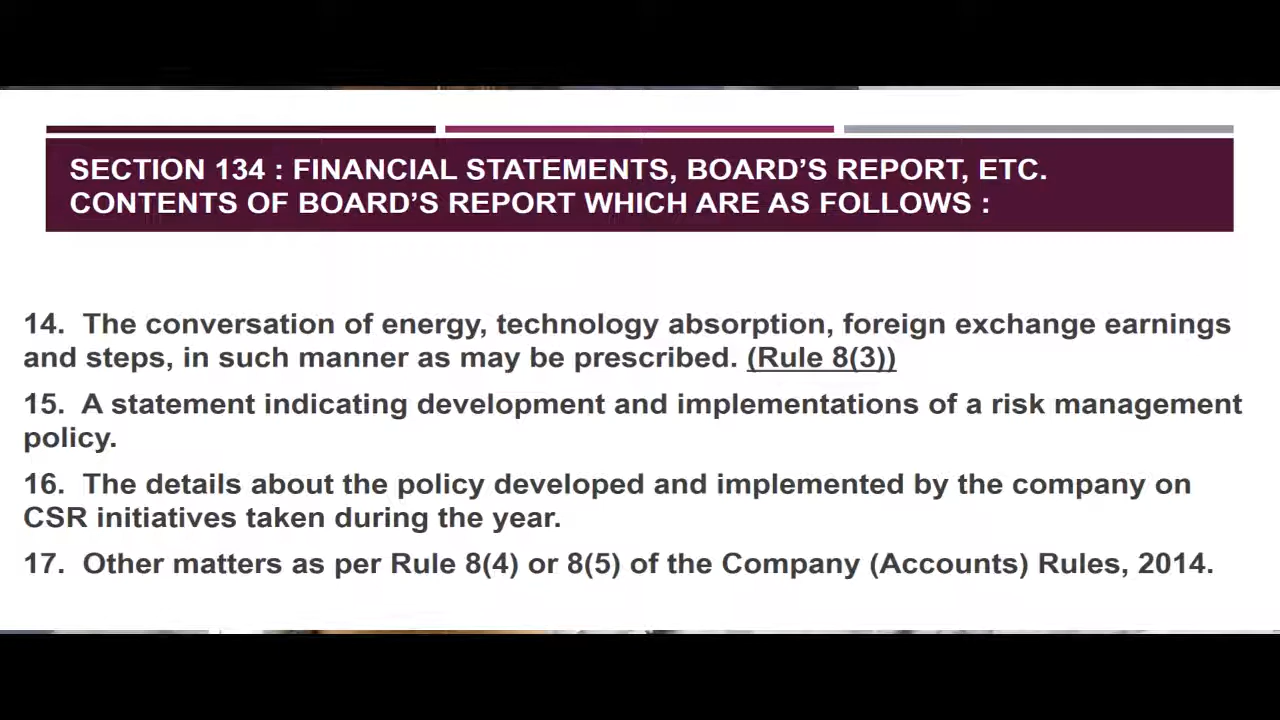 SECTION 134 : FINANCIAL STATEMENTS, BOARD'S REPORT, ETC.
CONTENTS OF BOARD'S REPORT WHICH ARE AS FOLLOWS :
14.  The conversation of energy, technology absorption, foreign exchange earnings
and steps, in such manner as may be prescribed. (Rule 8(3))
15.  A statement indicating development and implementations of a risk management
policy.
16.  The details about the policy developed and implemented by the company on
CSR initiatives taken during the year.
17.  Other matters as per Rule 8(4) or 8(5) of the Company (Accounts) Rules, 2014.